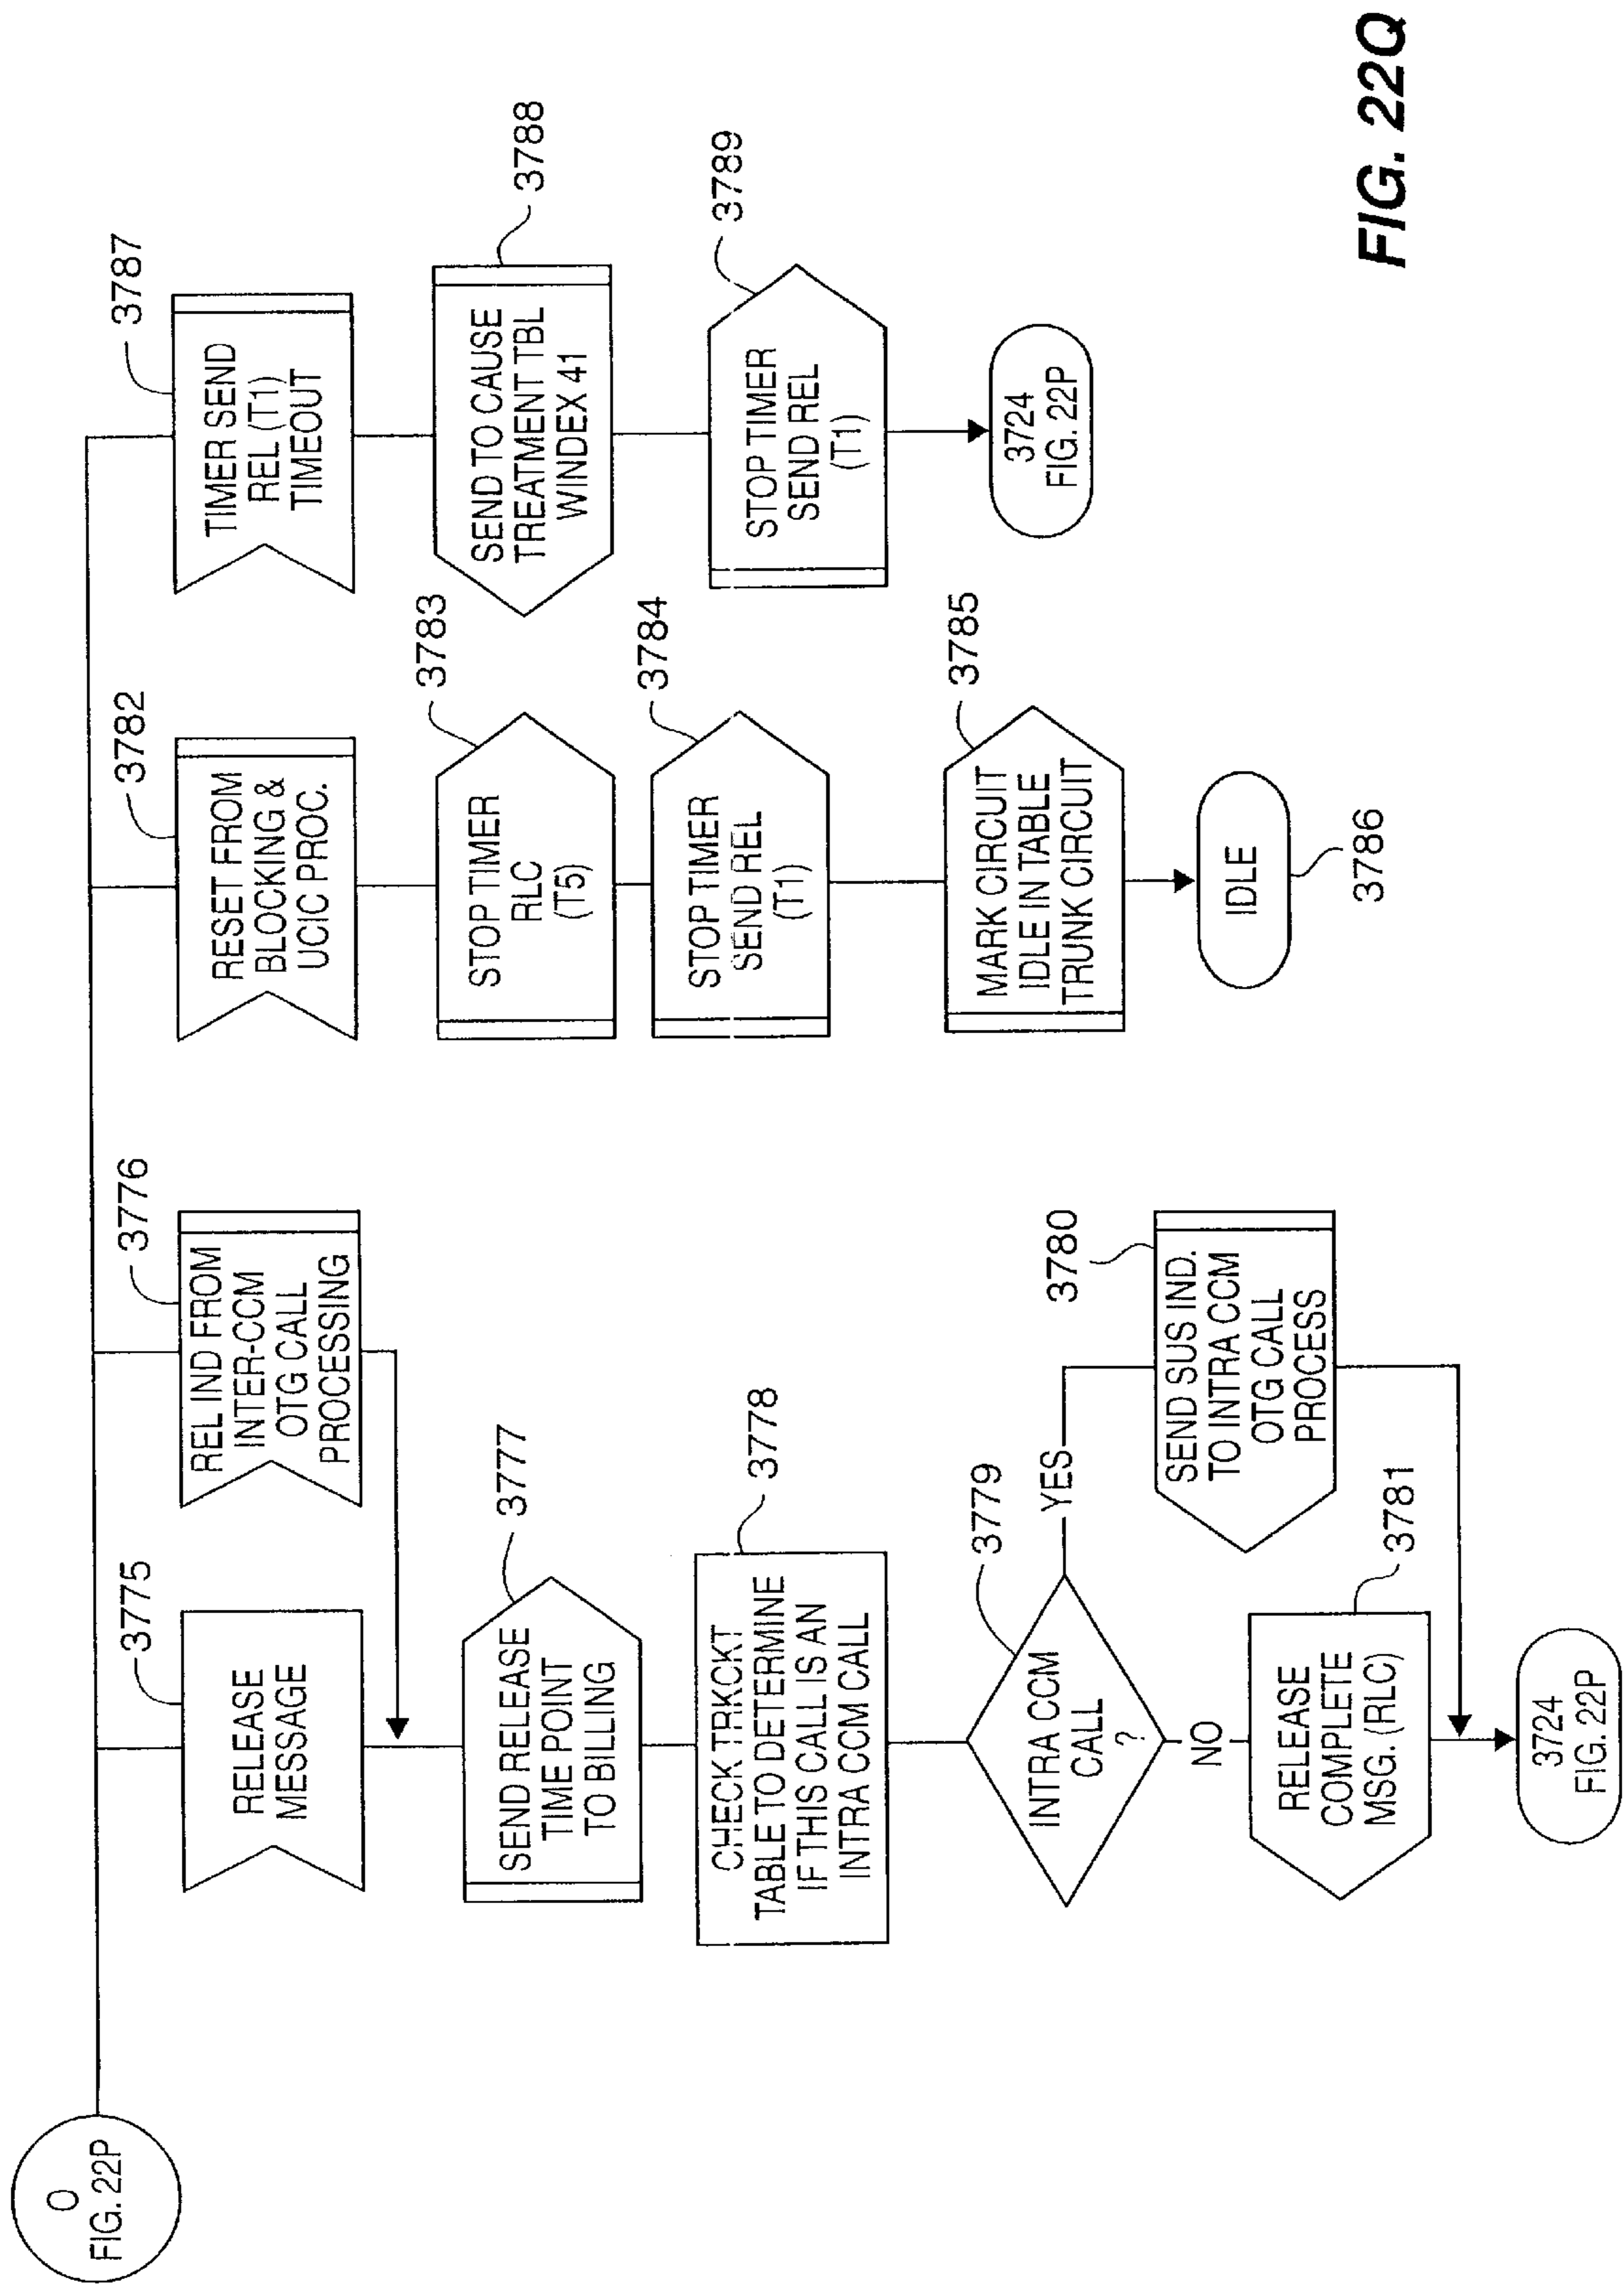 O
FIG. 22P
3775
RELEASE
MESSAGE
3776
REL IND FROM
INTER-CCM
OTG CALL
PROCESSING
3777
SEND RELEASE
TIME POINT
TO BILLING
3778
CHECK TRKCKT
TABLE TO DETERMINE
IF THIS CALL IS AN
INTRA CCM CALL
3779
INTRA CCM
CALL
?
YES
NO
3780
SEND SUS IND.
TO INTRA CCM
OTG CALL
PROCESS
3781
RELEASE
COMPLETE
MSG. (RLC)
3724
FIG. 22P
3782
RESET FROM
BLOCKING &
UCIC PROC.
3783
STOP TIMER
RLC
(T5)
3784
STOP TIMER
SEND REL
(T1)
3785
MARK CIRCUIT
IDLE IN TABLE
TRUNK CIRCUIT
IDLE
3786
3787
TIMER SEND
REL (T1)
TIMEOUT
3788
SEND TO CAUSE
TREATMENT TBL
WINDEX 41
3789
STOP TIMER
SEND REL
(T1)
3724
FIG. 22P
FIG. 22Q